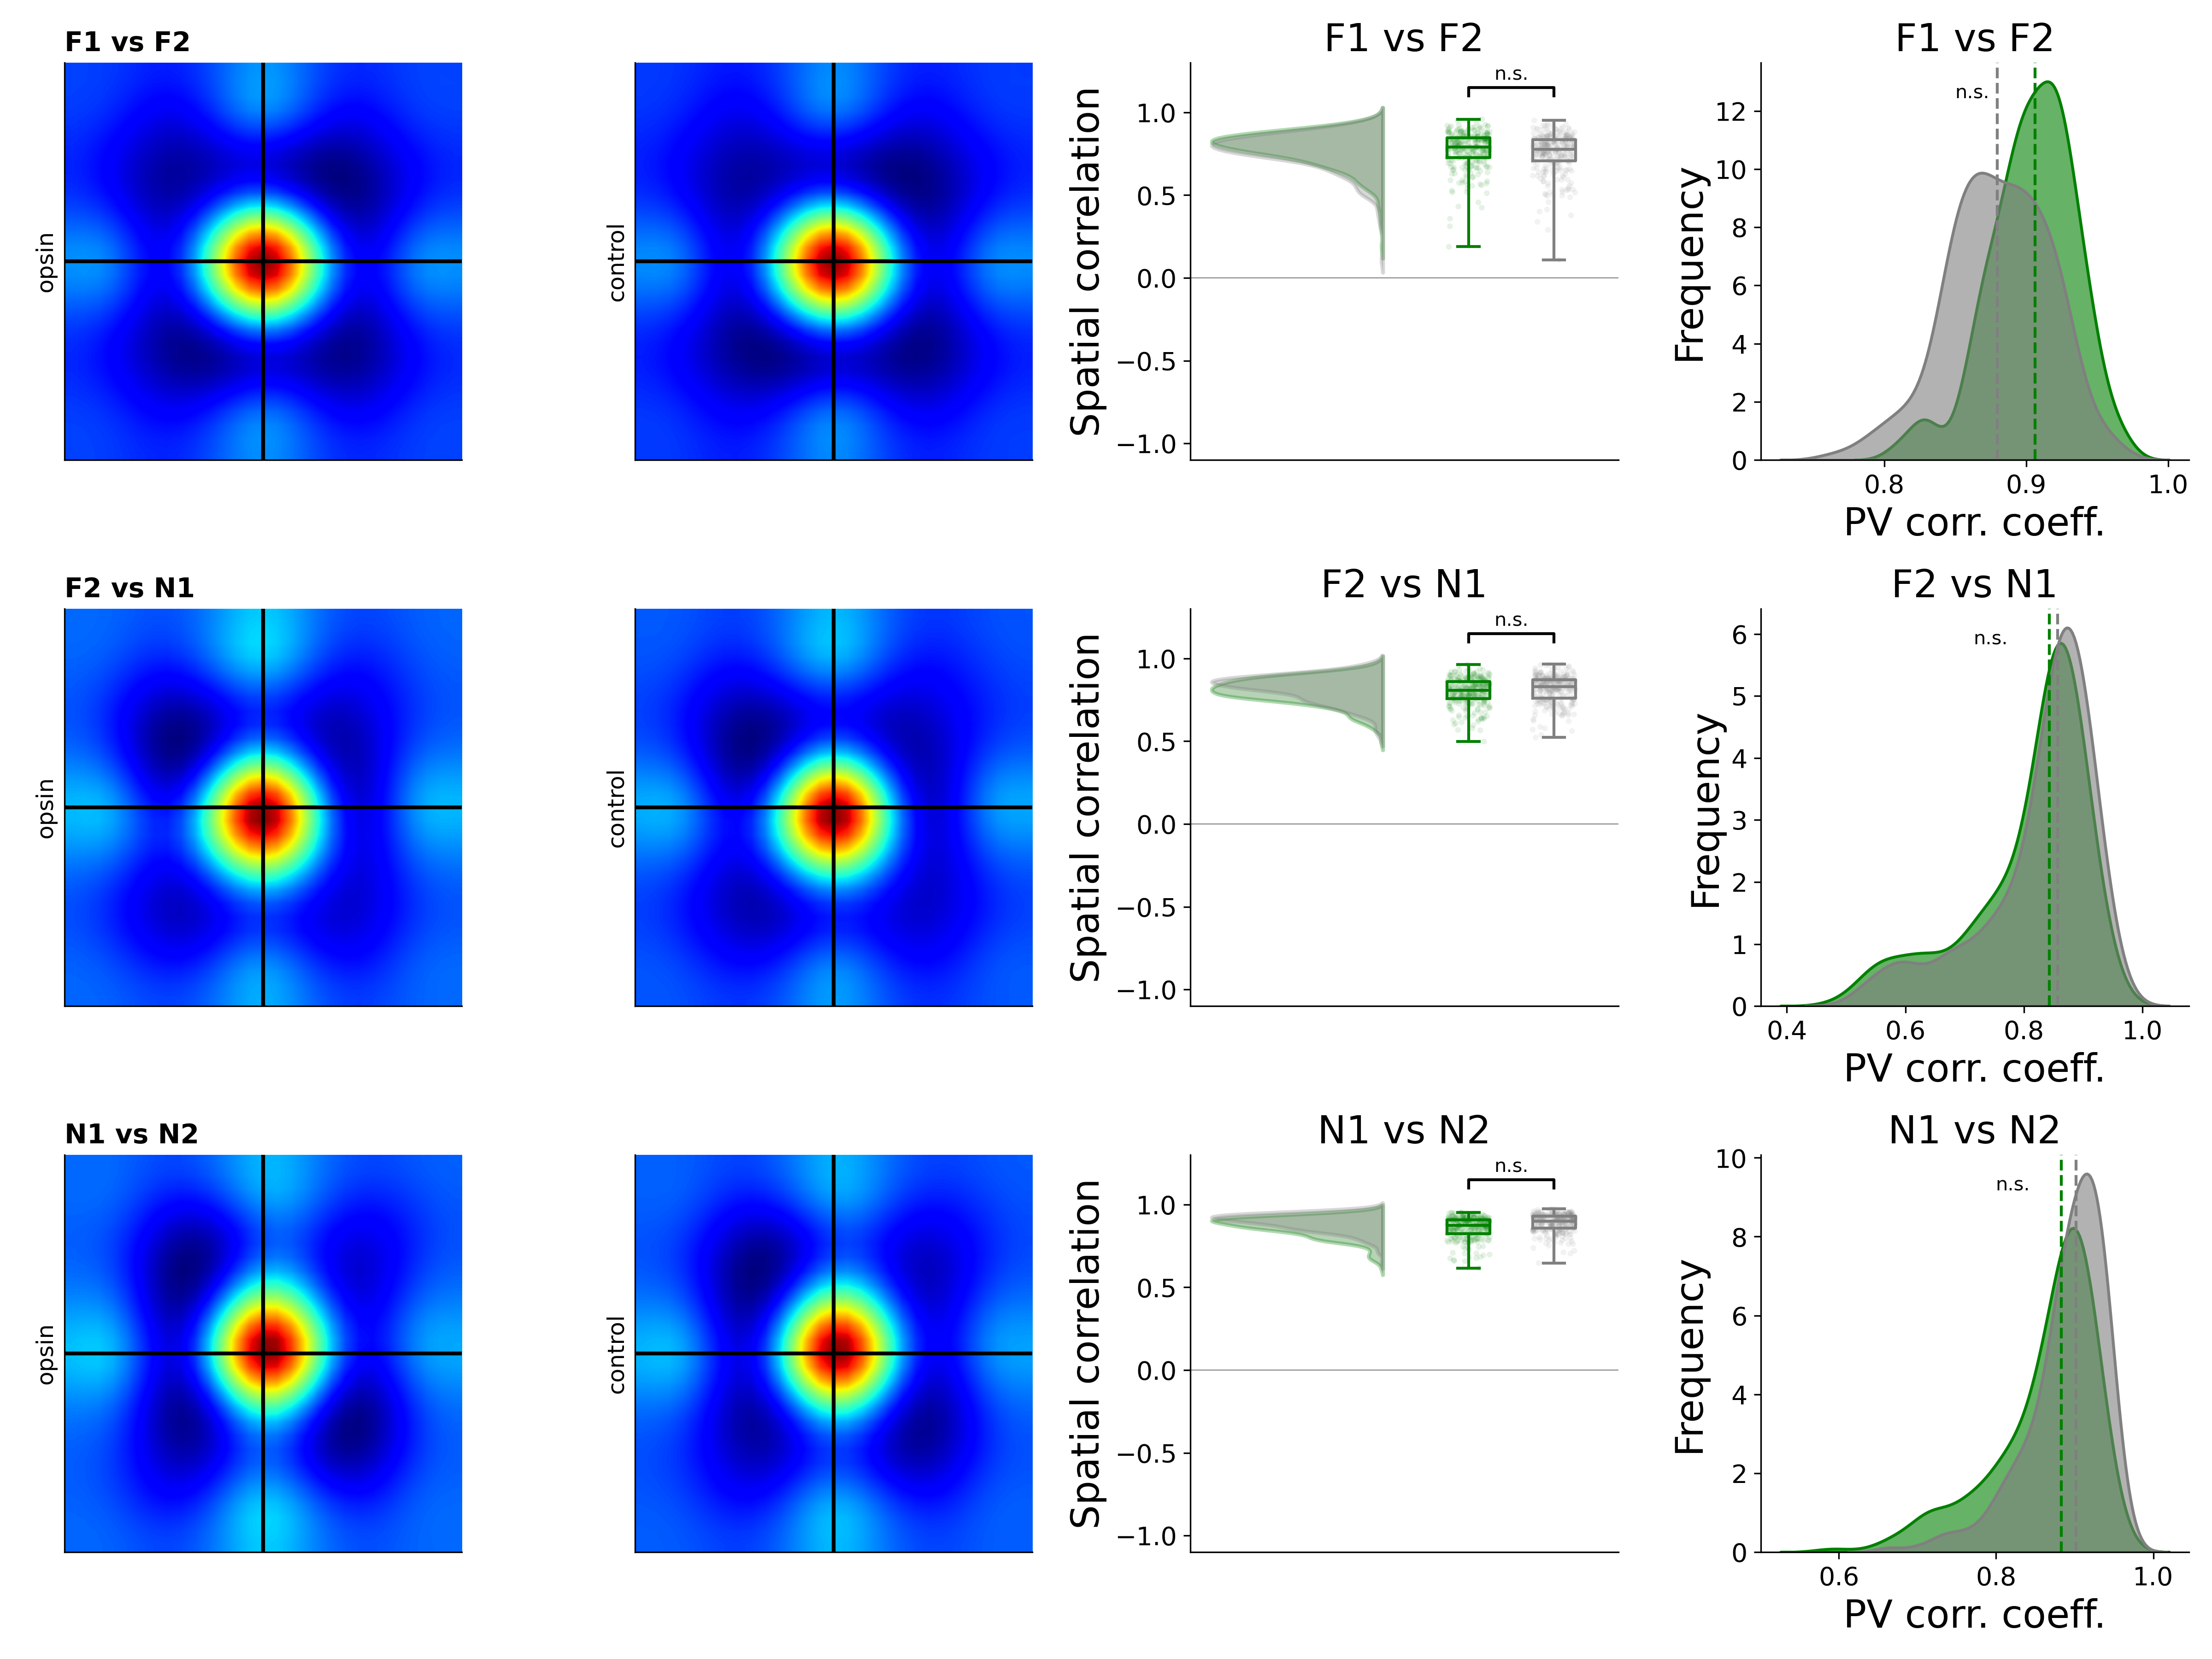 F1 vs F2
opsin
control
F1 vs F2
Spatial correlation
1.0
0.5
0.0
−0.5
−1.0
n.s.
F1 vs F2
Frequency
12
10
8
6
4
2
0
n.s.
0.8 0.9 1.0
PV corr. coeff.
F2 vs N1
opsin
control
F2 vs N1
Spatial correlation
1.0
0.5
0.0
−0.5
−1.0
n.s.
F2 vs N1
Frequency
6
5
4
3
2
1
0
n.s.
0.4 0.6 0.8 1.0
PV corr. coeff.
N1 vs N2
opsin
control
N1 vs N2
Spatial correlation
1.0
0.5
0.0
−0.5
−1.0
n.s.
N1 vs N2
Frequency
10
8
6
4
2
0
n.s.
0.6 0.8 1.0
PV corr. coeff.